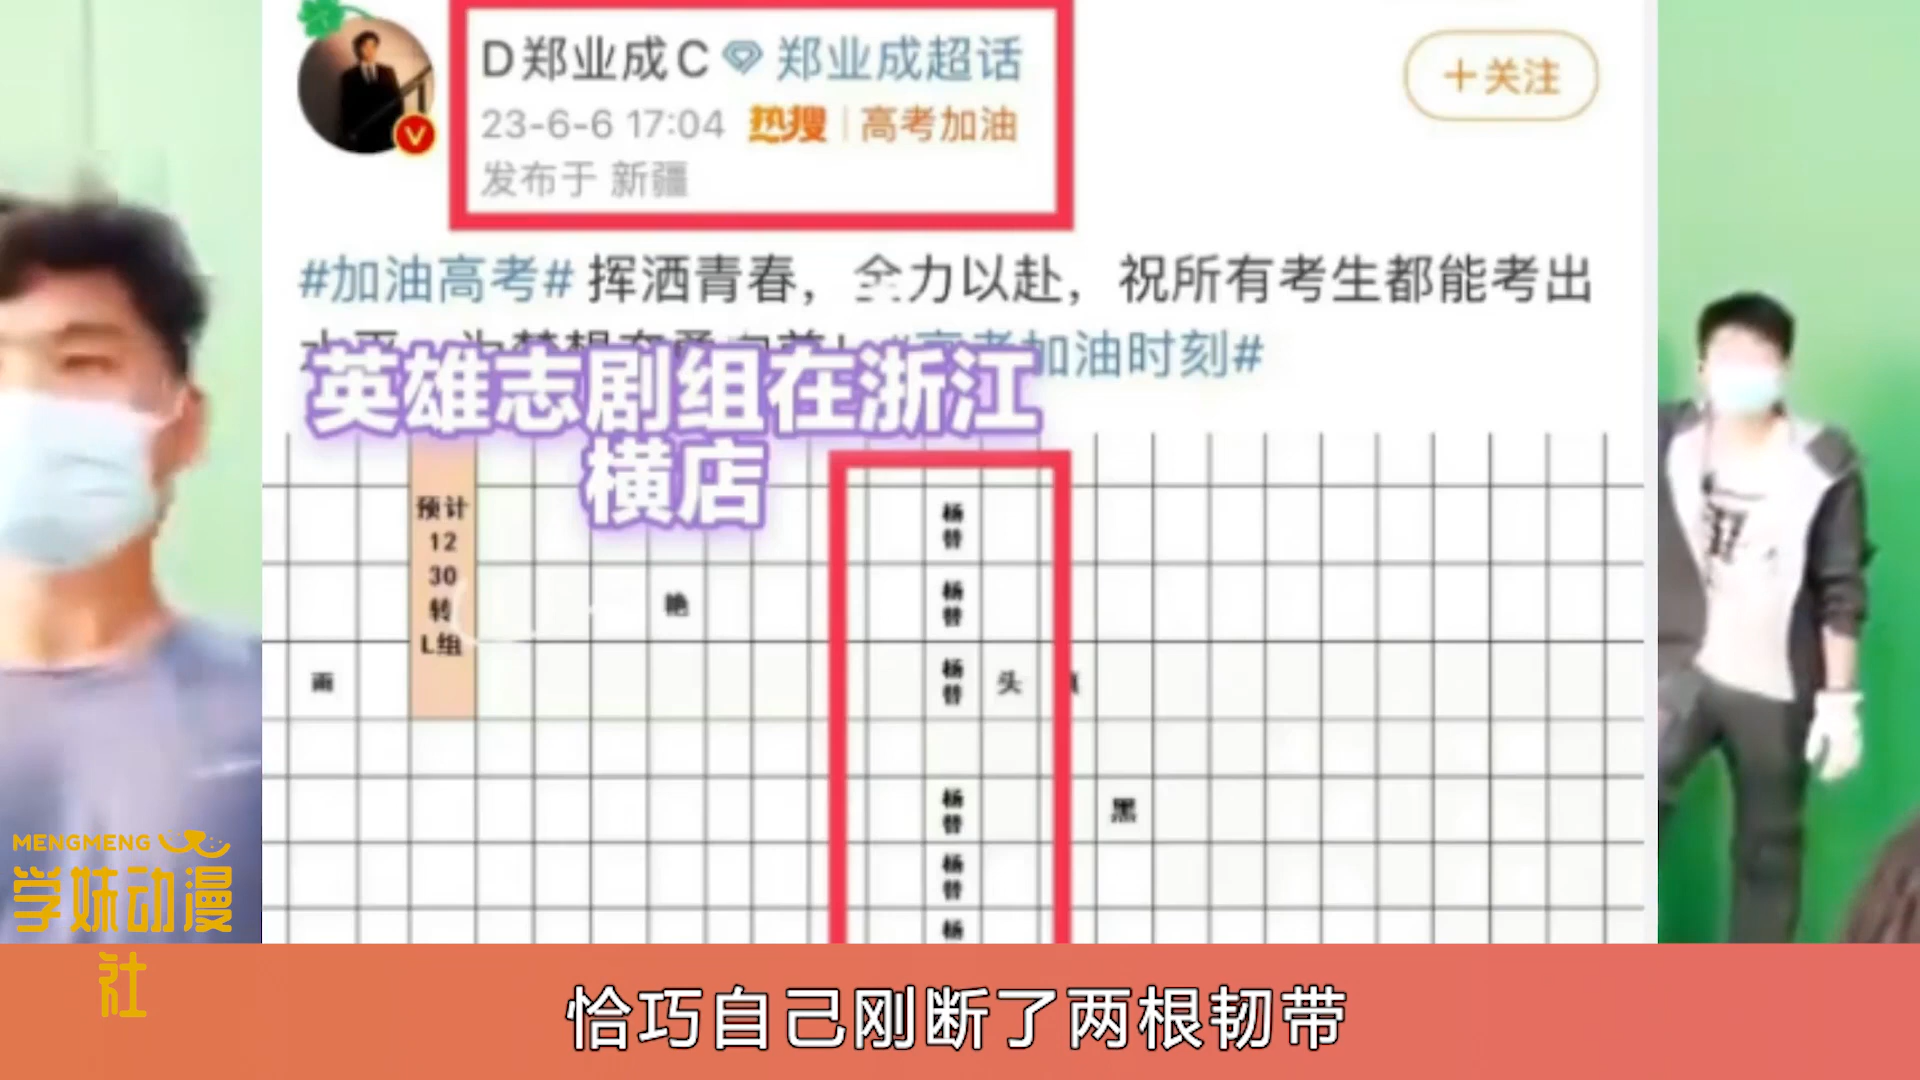 D郑业成C 郑业成超话
23-6-6 17:04 热搜 | 高考加油
发布于 新疆
+关注
#加油高考# 挥洒青春，全力以赴，祝所有考生都能考出
加油时刻#
英雄志剧组在浙江
横店
预计
12
30
转
L组
杨替
杨替
艳
杨替
头
雨
杨替
黑
杨替
杨
MENGMENG
学妹动漫
社
恰巧自己刚断了两根韧带